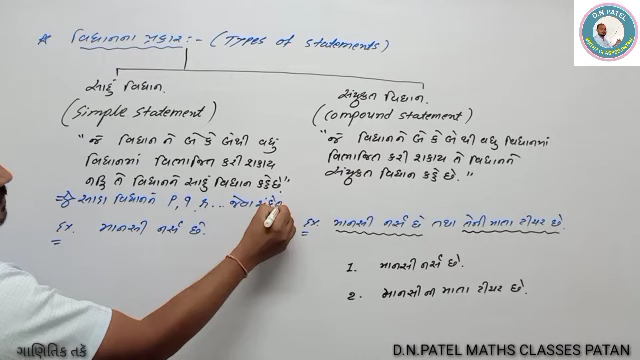 * વિધાનના પ્રકાર :- (Types of statements)
સાદું વિધાન
(Simple statement)
"જે વિધાન ને બે કે બેથી વધું
વિધાનમાં વિભાજિત કરી શકાય
નહિ તે વિધાનને સાદું વિધાન કહે છે."
=> સાદા વિધાનને P, q, r... જેવા
Ex. માનસી નર્સ છે.
સંયુક્ત વિધાન.
(Compound statement)
"જે વિધાન ને બે કે બે થી વધુ વિધાનમાં
વિભાજિત કરી શકાય તે વિધાનને
સંયુક્ત વિધાન કહે છે."
Ex. માનસી નર્સ છે તથા તેની માતા ટીચર છે.
1. માનસી નર્સ છે.
2. માનસીની માતા ટીચર છે.
D.N.PATEL
ગાણિતિક તર્ક
D.N.PATEL MATHS CLASSES PATAN